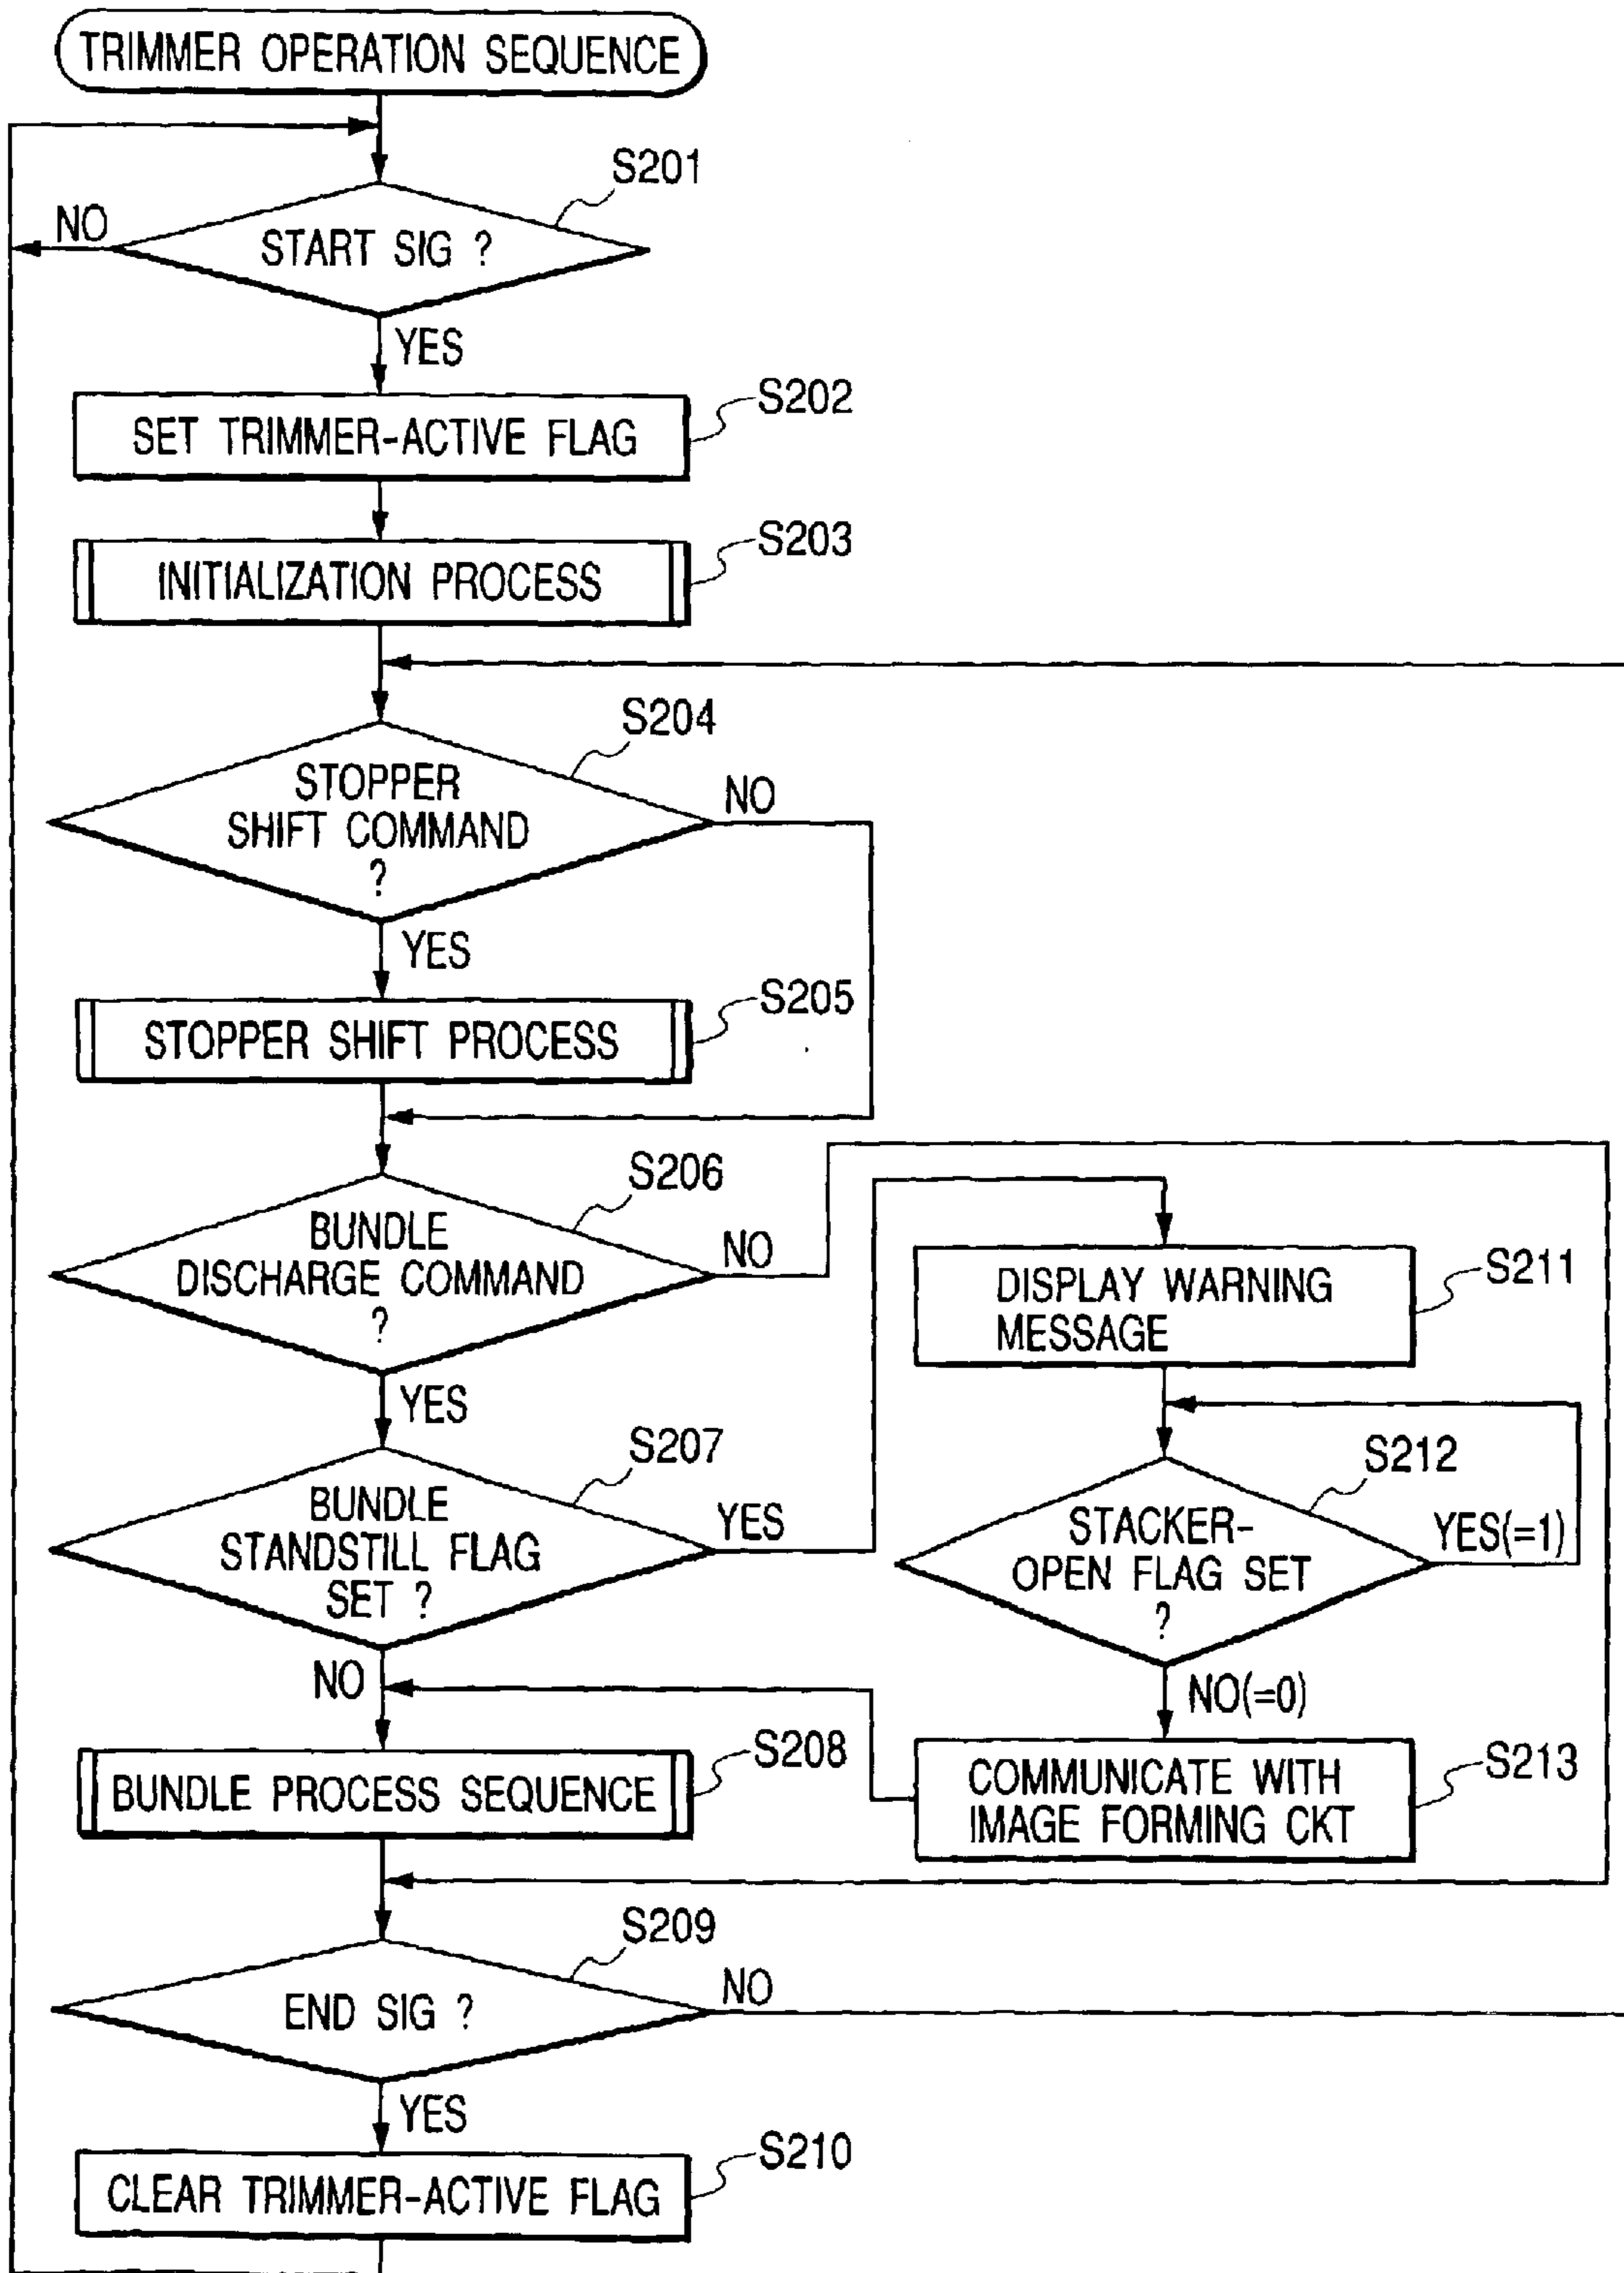 TRIMMER OPERATION SEQUENCE
S201
NO
START SIG ?
YES
S202
SET TRIMMER-ACTIVE FLAG
S203
INITIALIZATION PROCESS
S204
STOPPER
SHIFT COMMAND
?
NO
YES
S205
STOPPER SHIFT PROCESS
S206
BUNDLE
DISCHARGE COMMAND
?
NO
YES
S207
BUNDLE
STANDSTILL FLAG
SET ?
YES
NO
S208
BUNDLE PROCESS SEQUENCE
S211
DISPLAY WARNING
MESSAGE
S212
STACKER-
OPEN FLAG SET
?
YES(=1)
NO(=0)
S213
COMMUNICATE WITH
IMAGE FORMING CKT
S209
END SIG ?
NO
YES
S210
CLEAR TRIMMER-ACTIVE FLAG